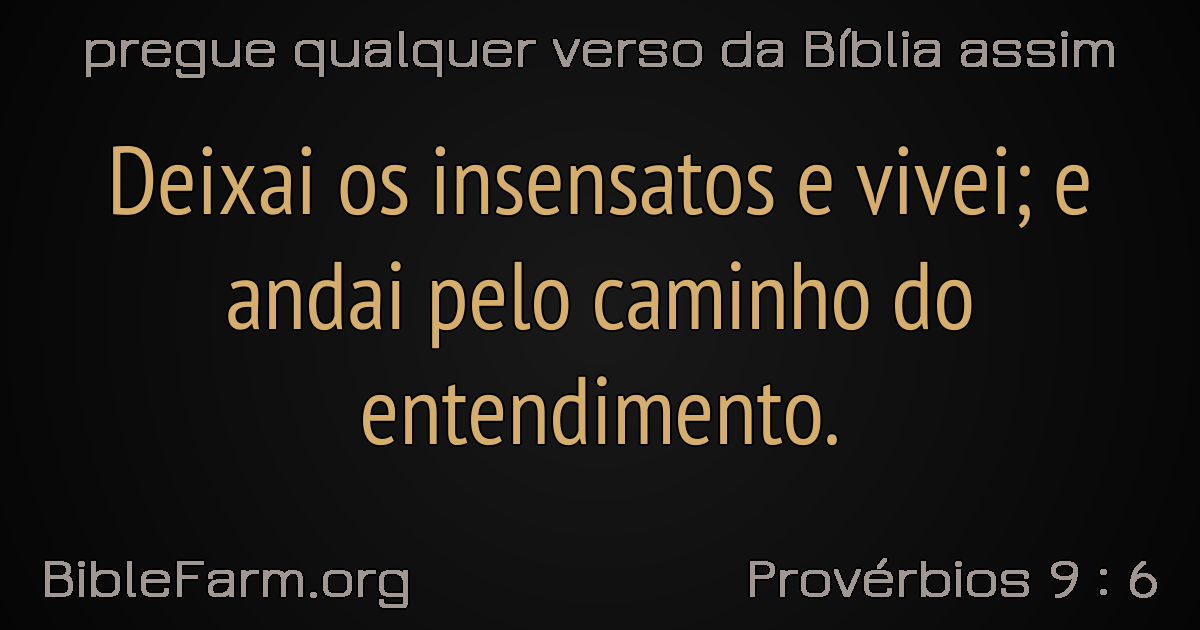 pregue qualquer verso da Bíblia assim
Deixai os insensatos e vivei; e
andai pelo caminho do
entendimento.
BibleFarm.org
Provérbios 9 : 6